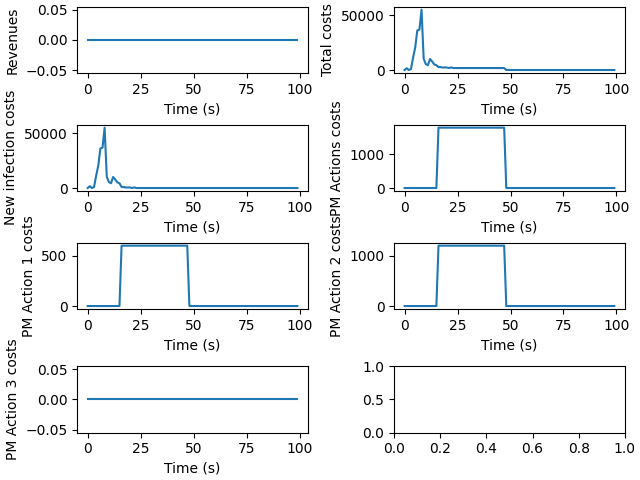 Revenues
0.05
0.00
−0.05
0 25 50 75 100
Time (s)
Total costs
50000
0
0 25 50 75 100
Time (s)
New infection costs
50000
0
0 25 50 75 100
Time (s)
PM Actions costs
1000
0
0 25 50 75 100
Time (s)
PM Action 1 costs
500
0
0 25 50 75 100
Time (s)
PM Action 2 costs
1000
0
0 25 50 75 100
Time (s)
PM Action 3 costs
0.05
0.00
−0.05
0 25 50 75 100
Time (s)
1.0
0.5
0.0
0.0 0.2 0.4 0.6 0.8 1.0